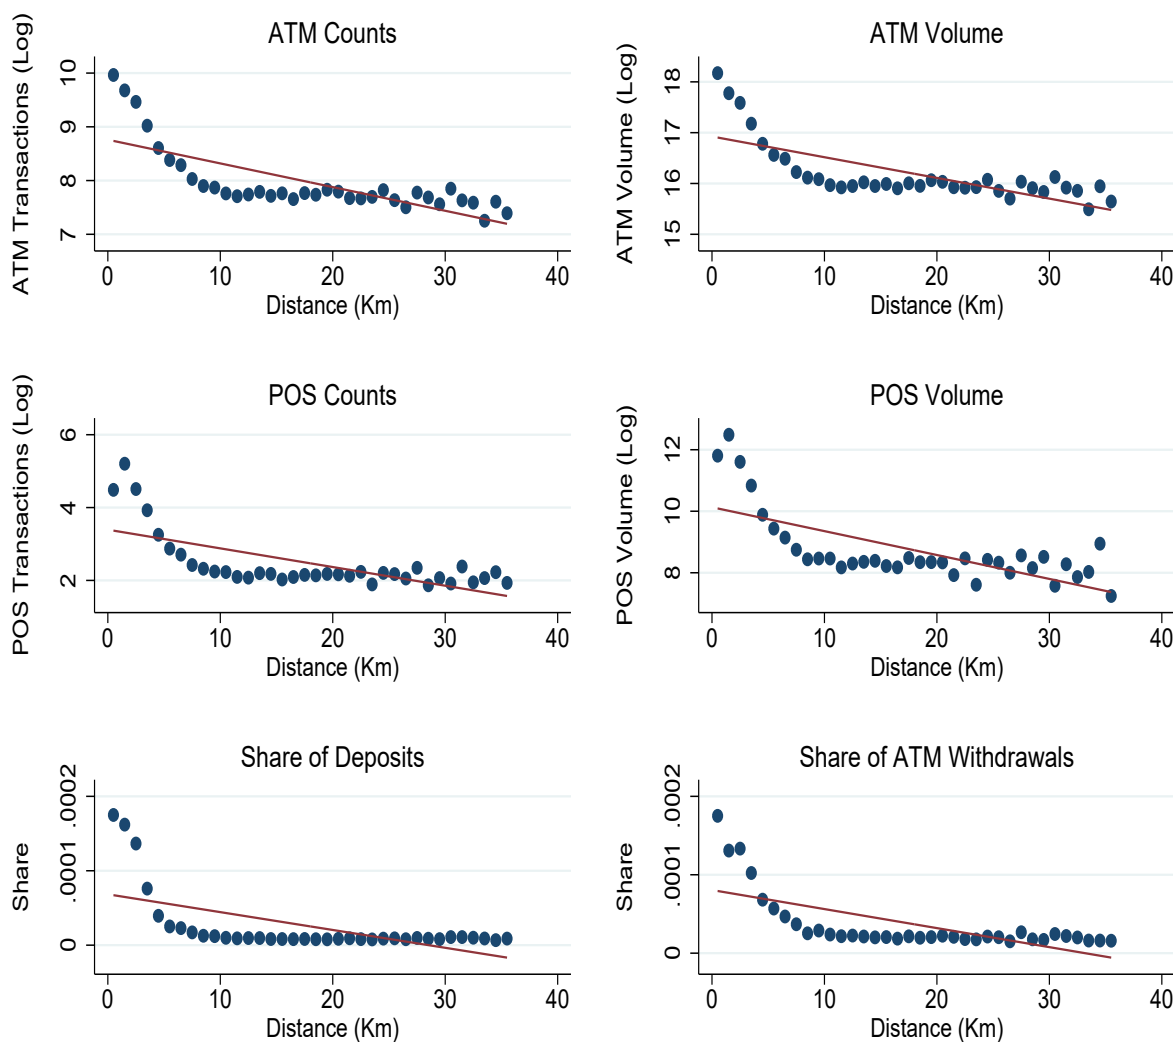 ATM Counts
ATM Transactions (Log)
10
9
8
7
0 10 20 30 40
Distance (Km)
ATM Volume
ATM Volume (Log)
18
17
16
15
0 10 20 30 40
Distance (Km)
POS Counts
POS Transactions (Log)
6
4
2
0 10 20 30 40
Distance (Km)
POS Volume
POS Volume (Log)
12
10
8
0 10 20 30 40
Distance (Km)
Share of Deposits
Share
.0002
.0001
0
0 10 20 30 40
Distance (Km)
Share of ATM Withdrawals
Share
.0002
.0001
0
0 10 20 30 40
Distance (Km)